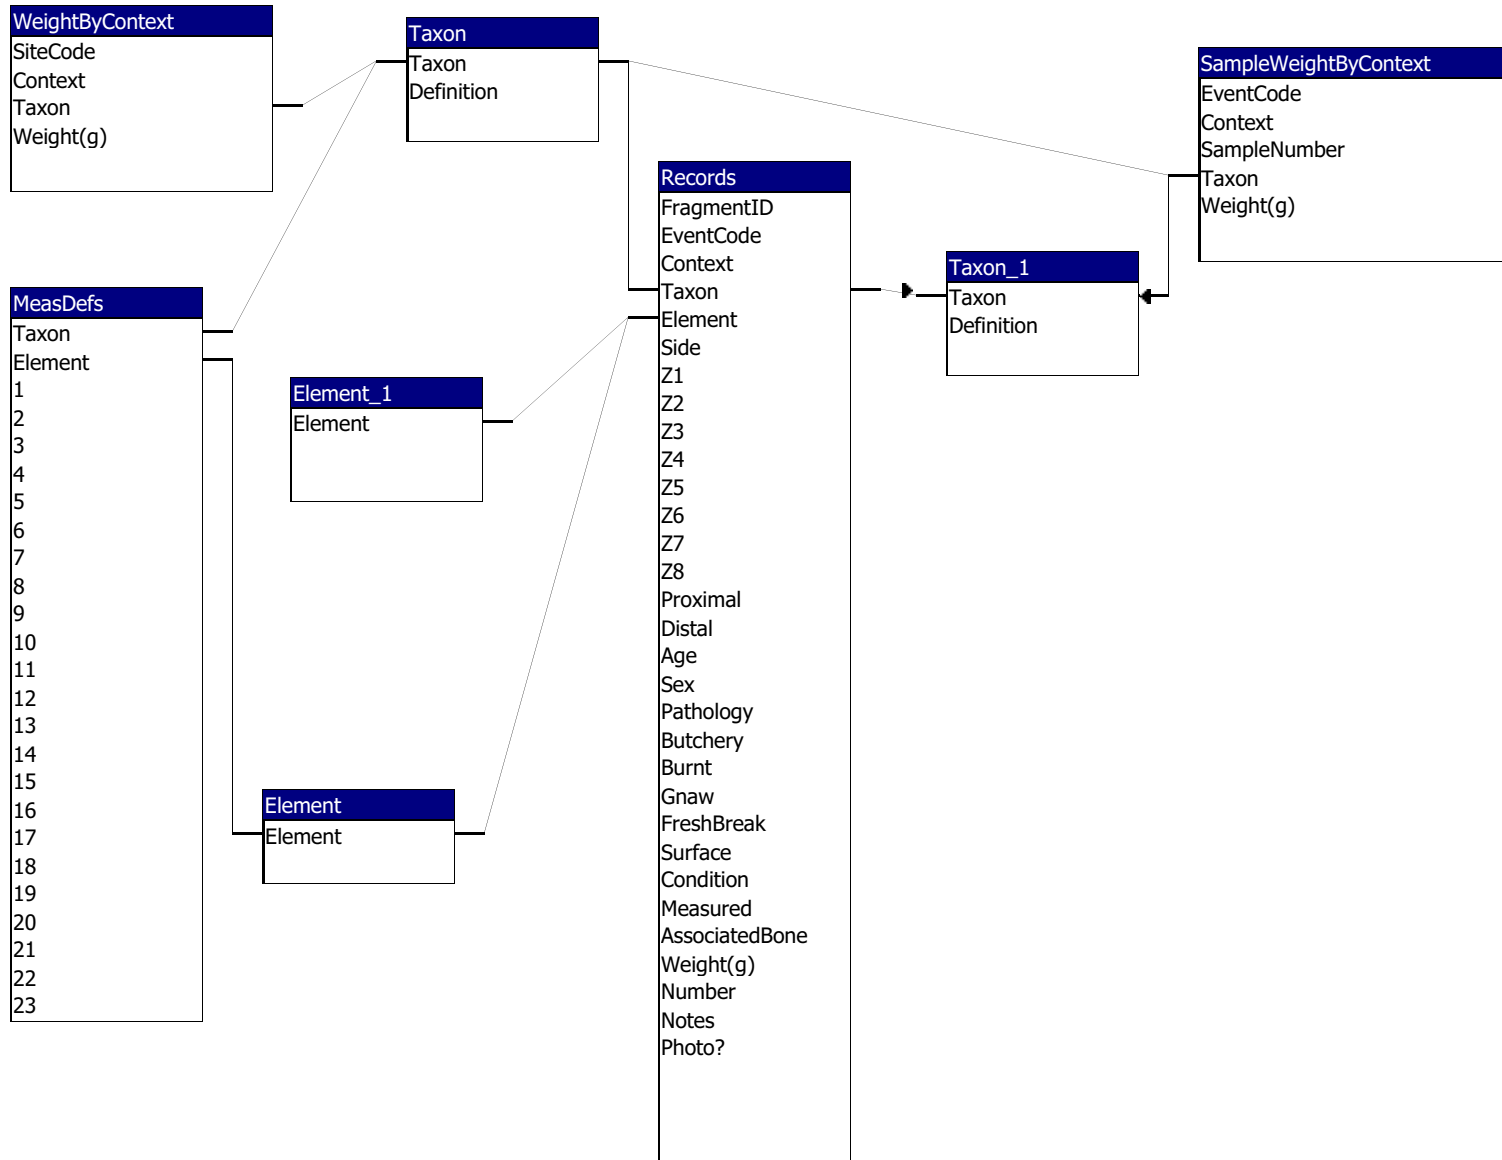 WeightByContext
SiteCode
Context
Taxon
Weight(g)
Taxon
Taxon
Definition
SampleWeightByContext
EventCode
Context
SampleNumber
Taxon
Weight(g)
Records
FragmentID
EventCode
Context
Taxon
Element
Side
Z1
Z2
Z3
Z4
Z5
Z6
Z7
Z8
Proximal
Distal
Age
Sex
Pathology
Butchery
Burnt
Gnaw
FreshBreak
Surface
Condition
Measured
AssociatedBone
Weight(g)
Number
Notes
Photo?
Taxon_1
Taxon
Definition
MeasDefs
Taxon
Element
1
2
3
4
5
6
7
8
9
10
11
12
13
14
15
16
17
18
19
20
21
22
23
Element_1
Element
Element
Element